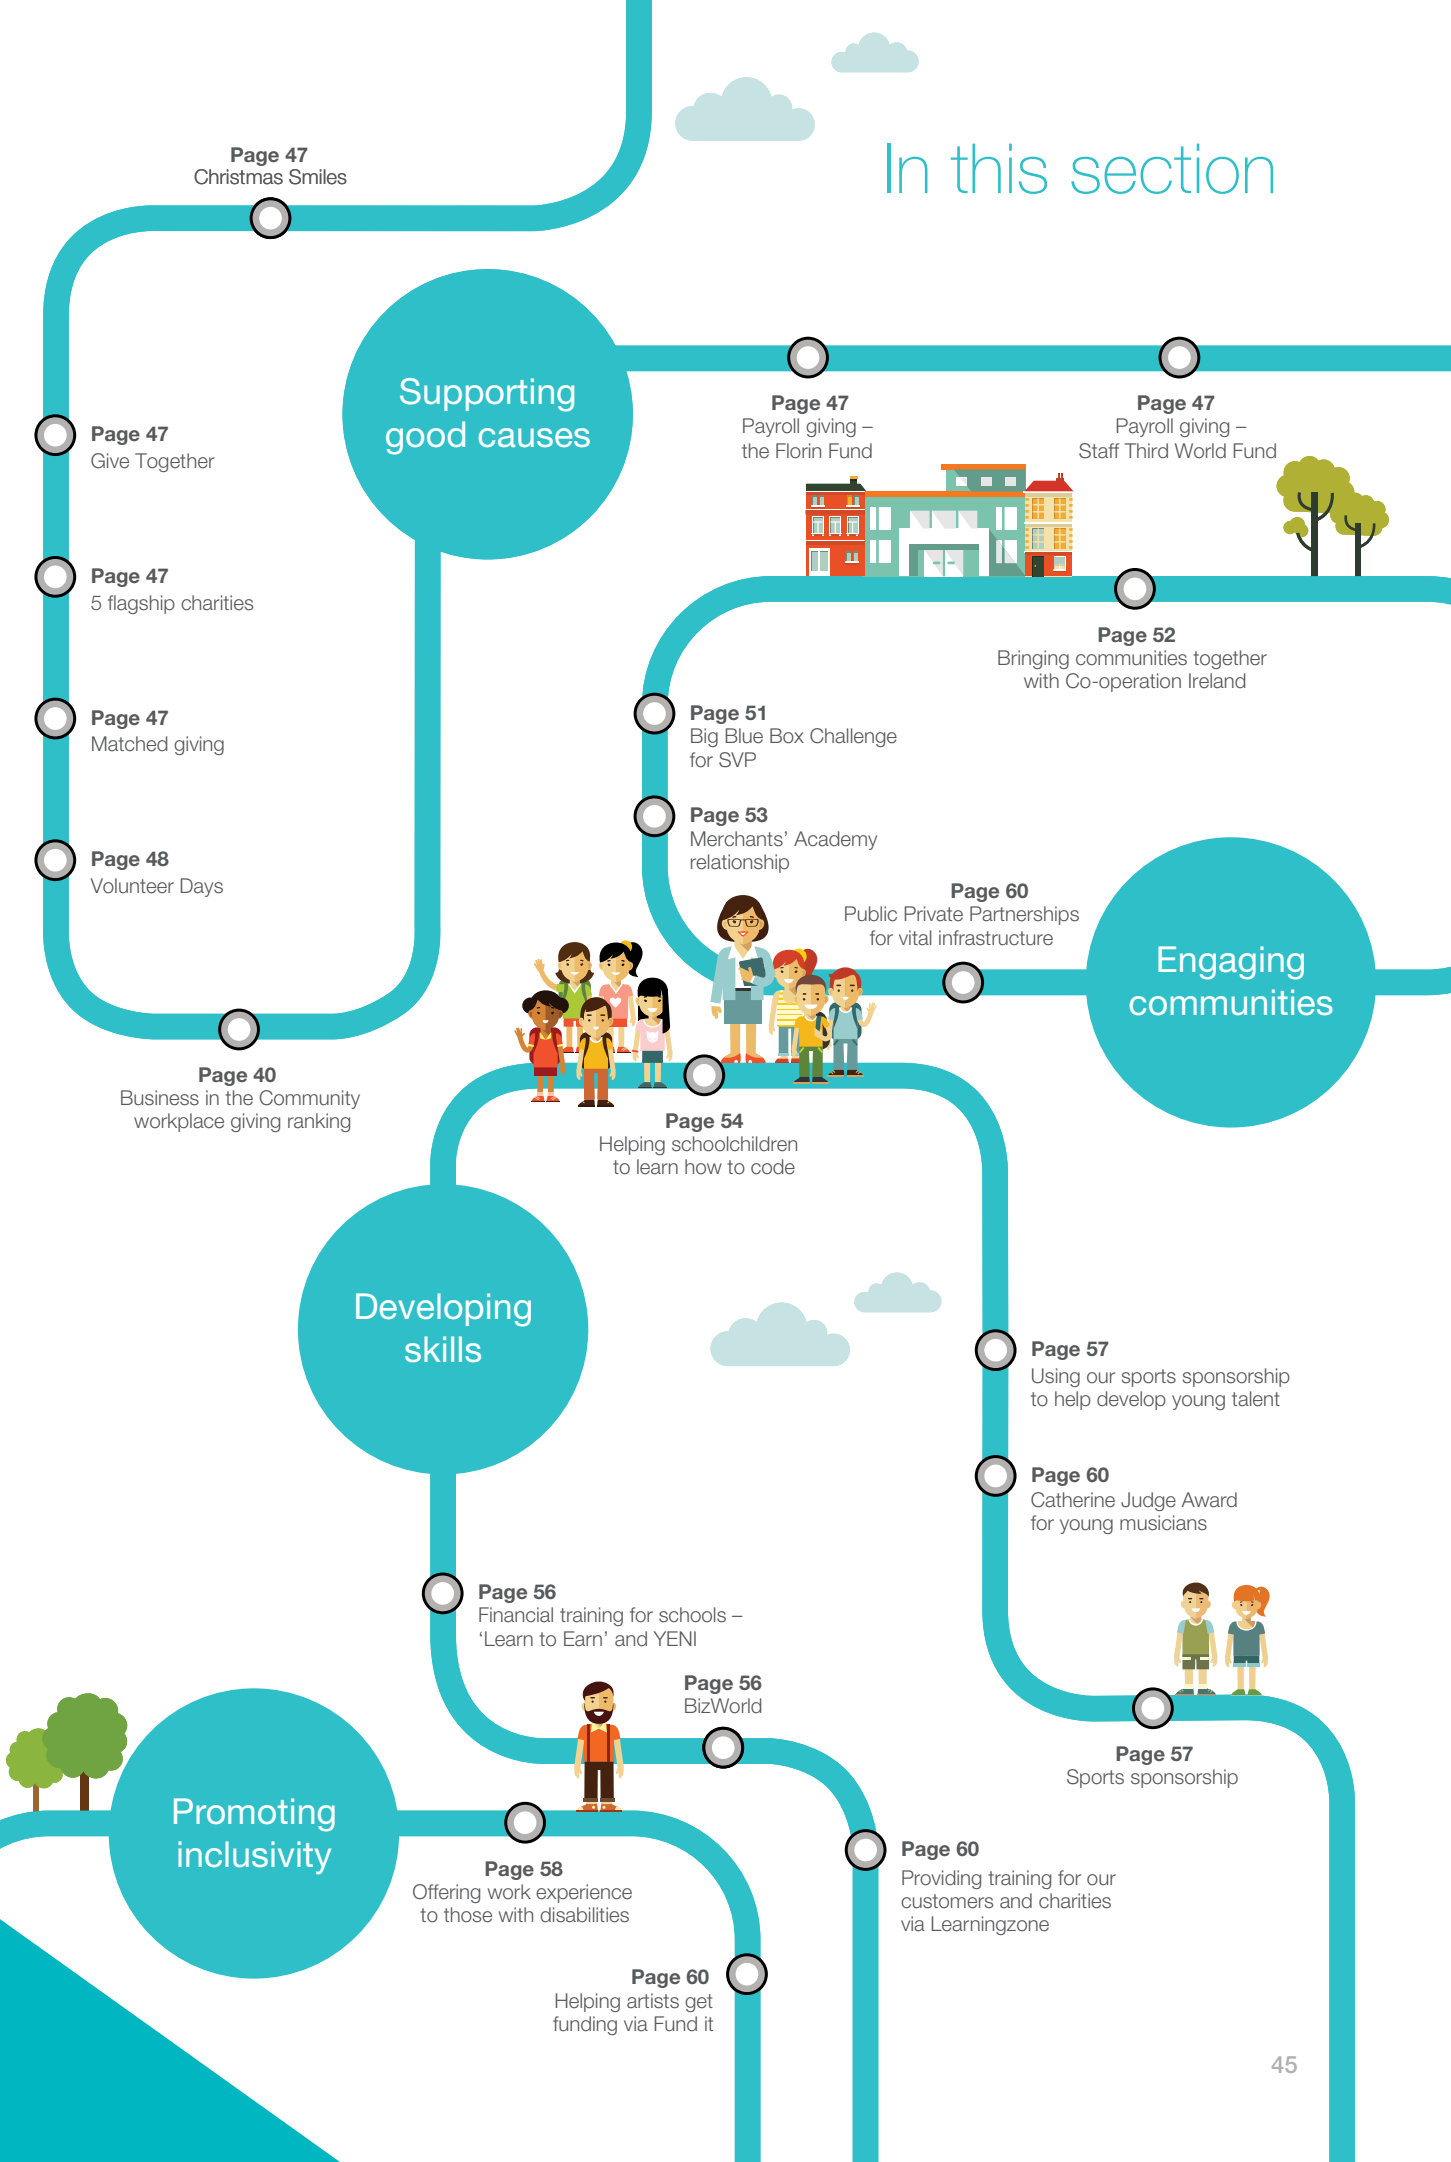 In this section
Page 47
Christmas Smiles
Supporting
good causes
Page 47
Payroll giving –
the Florin Fund
Page 47
Payroll giving –
Staff Third World Fund
Page 47
Give Together
Page 47
5 flagship charities
Page 47
Matched giving
Page 48
Volunteer Days
Page 40
Business in the Community
workplace giving ranking
Page 52
Bringing communities together
with Co-operation Ireland
Page 51
Big Blue Box Challenge
for SVP
Page 53
Merchants’ Academy
relationship
Page 60
Public Private Partnerships
for vital infrastructure
Engaging
communities
Page 54
Helping schoolchildren
to learn how to code
Developing
skills
Page 57
Using our sports sponsorship
to help develop young talent
Page 60
Catherine Judge Award
for young musicians
Page 56
Financial training for schools –
‘Learn to Earn’ and YENI
Page 56
BizWorld
Page 57
Sports sponsorship
Promoting
inclusivity
Page 58
Offering work experience
to those with disabilities
Page 60
Providing training for our
customers and charities
via Learningzone
Page 60
Helping artists get
funding via Fund it
45